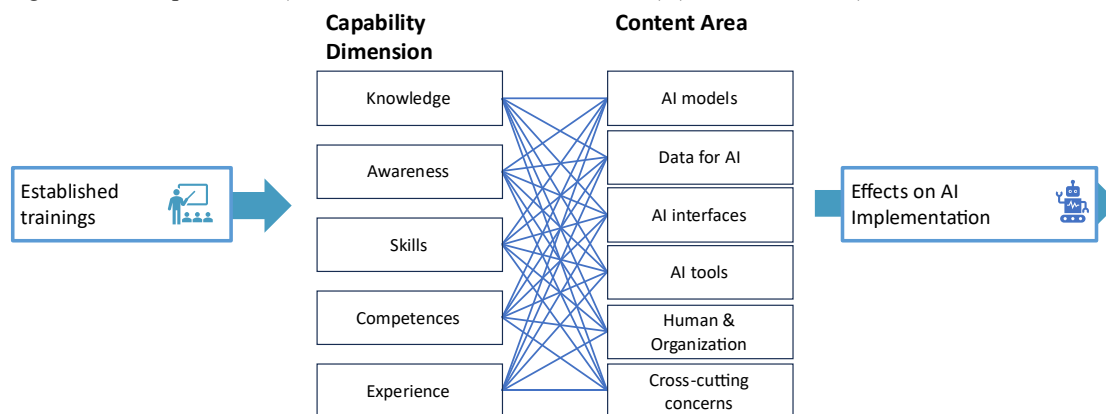 Capability
Dimension
Content Area
Knowledge
AI models
Awareness
Data for AI
Established
trainings
Effects on AI
Implementation
AI interfaces
Skills
AI tools
Competences
Human &
Organization
Experience
Cross-cutting
concerns